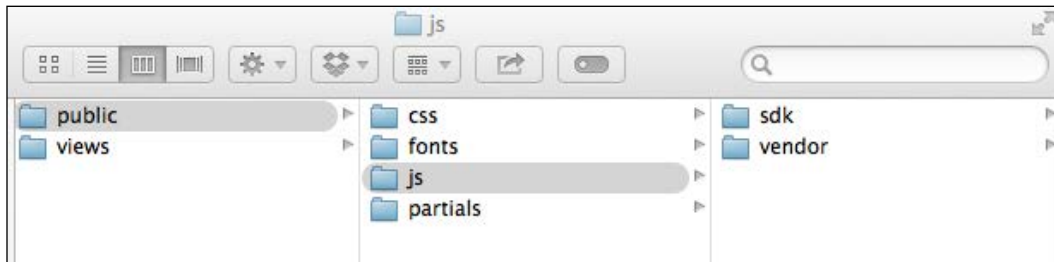 js
public
views
css
fonts
js
partials
sdk
vendor